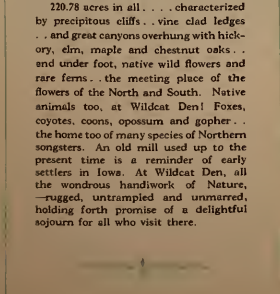 220.78 acres in all . . . . characterized
by precipitous cliffs . . vine clad ledges
. . and great canyons overhung with hick-
ory, elm, maple and chestnut oaks . .
and under foot, native wild flowers and
rare ferns . . the meeting place of the
flowers of the North and South. Native
animals too, at Wildcat Den! Foxes,
coyotes, coons, opossum and gopher . .
the home too of many species of Northern
songsters. An old mill used up to the
present time is a reminder of early
settlers in Iowa. At Wildcat Den, all
the wondrous handiwork of Nature,
—rugged, untrampled and unmarred,
holding forth promise of a delightful
sojourn for all who visit there.